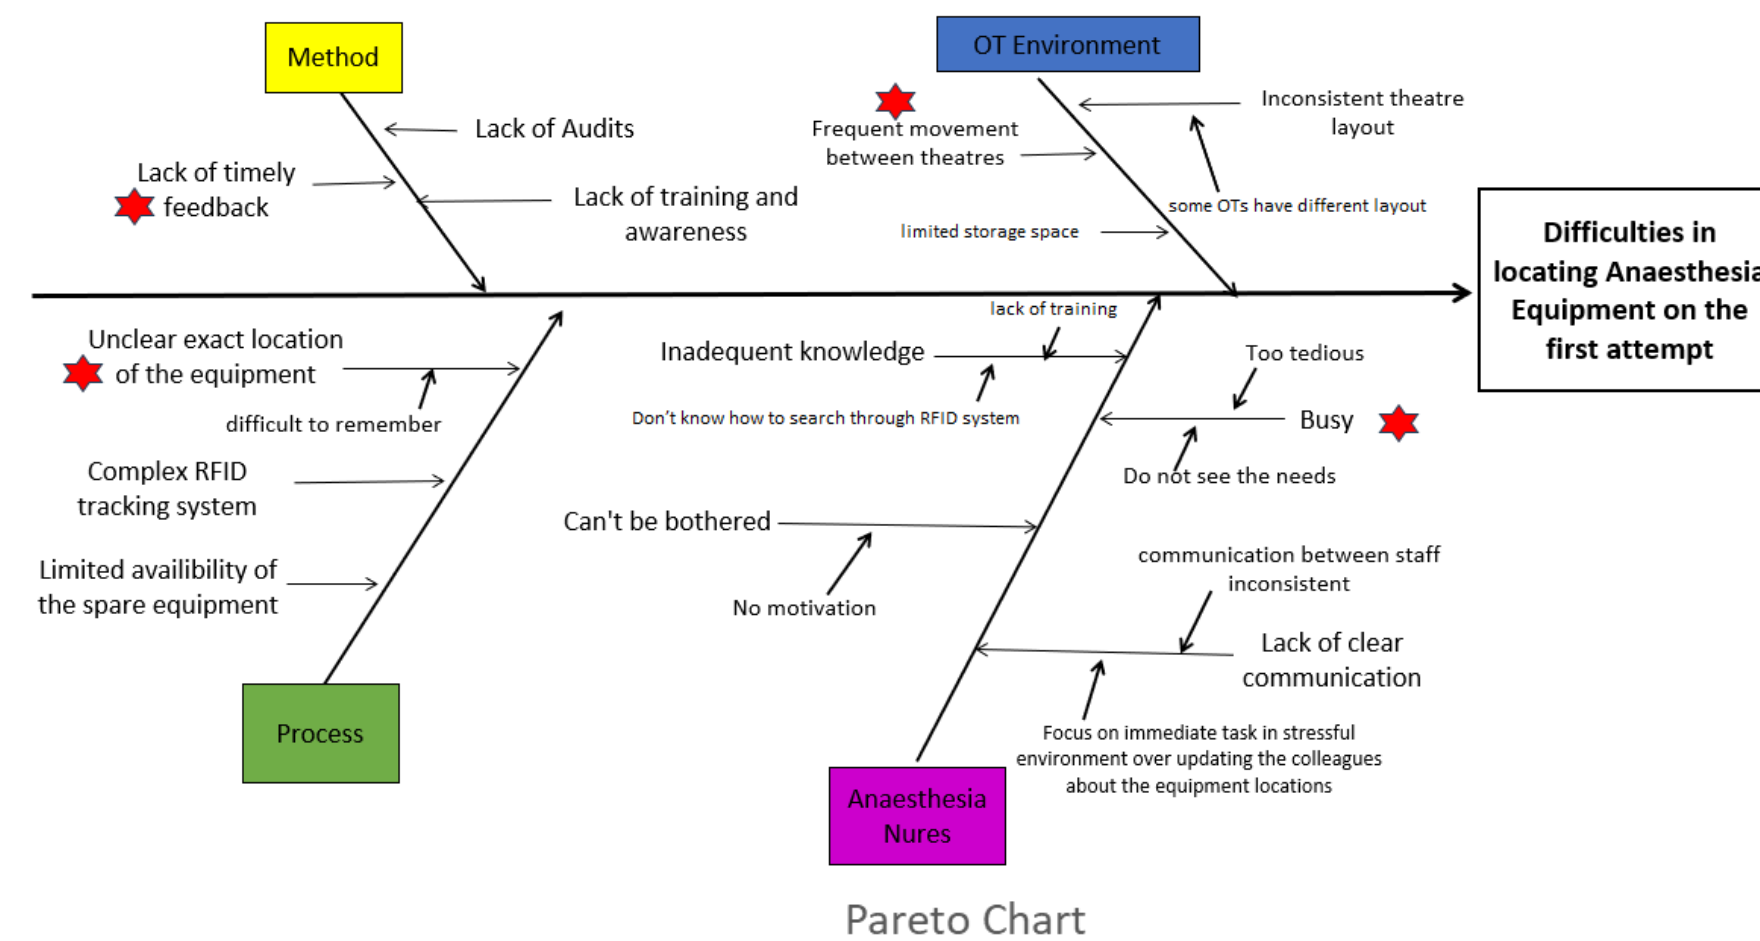 Method
OT Environment
Lack of Audits
Lack of timely
feedback
Lack of training and
awareness
Frequent movement
between theatres
Inconsistent theatre
layout
some OTs have different layout
limited storage space
Difficulties in
locating Anaesthesia
Equipment on the
first attempt
Unclear exact location
of the equipment
difficult to remember
Complex RFID
tracking system
Limited availibility of
the spare equipment
Process
lack of training
Inadequent knowledge
Don't know how to search through RFID system
Too tedious
Busy
Do not see the needs
Can't be bothered
No motivation
communication between staff
inconsistent
Lack of clear
communication
Focus on immediate task in stressful
environment over updating the colleagues
about the equipment locations
Anaesthesia
Nures
Pareto Chart